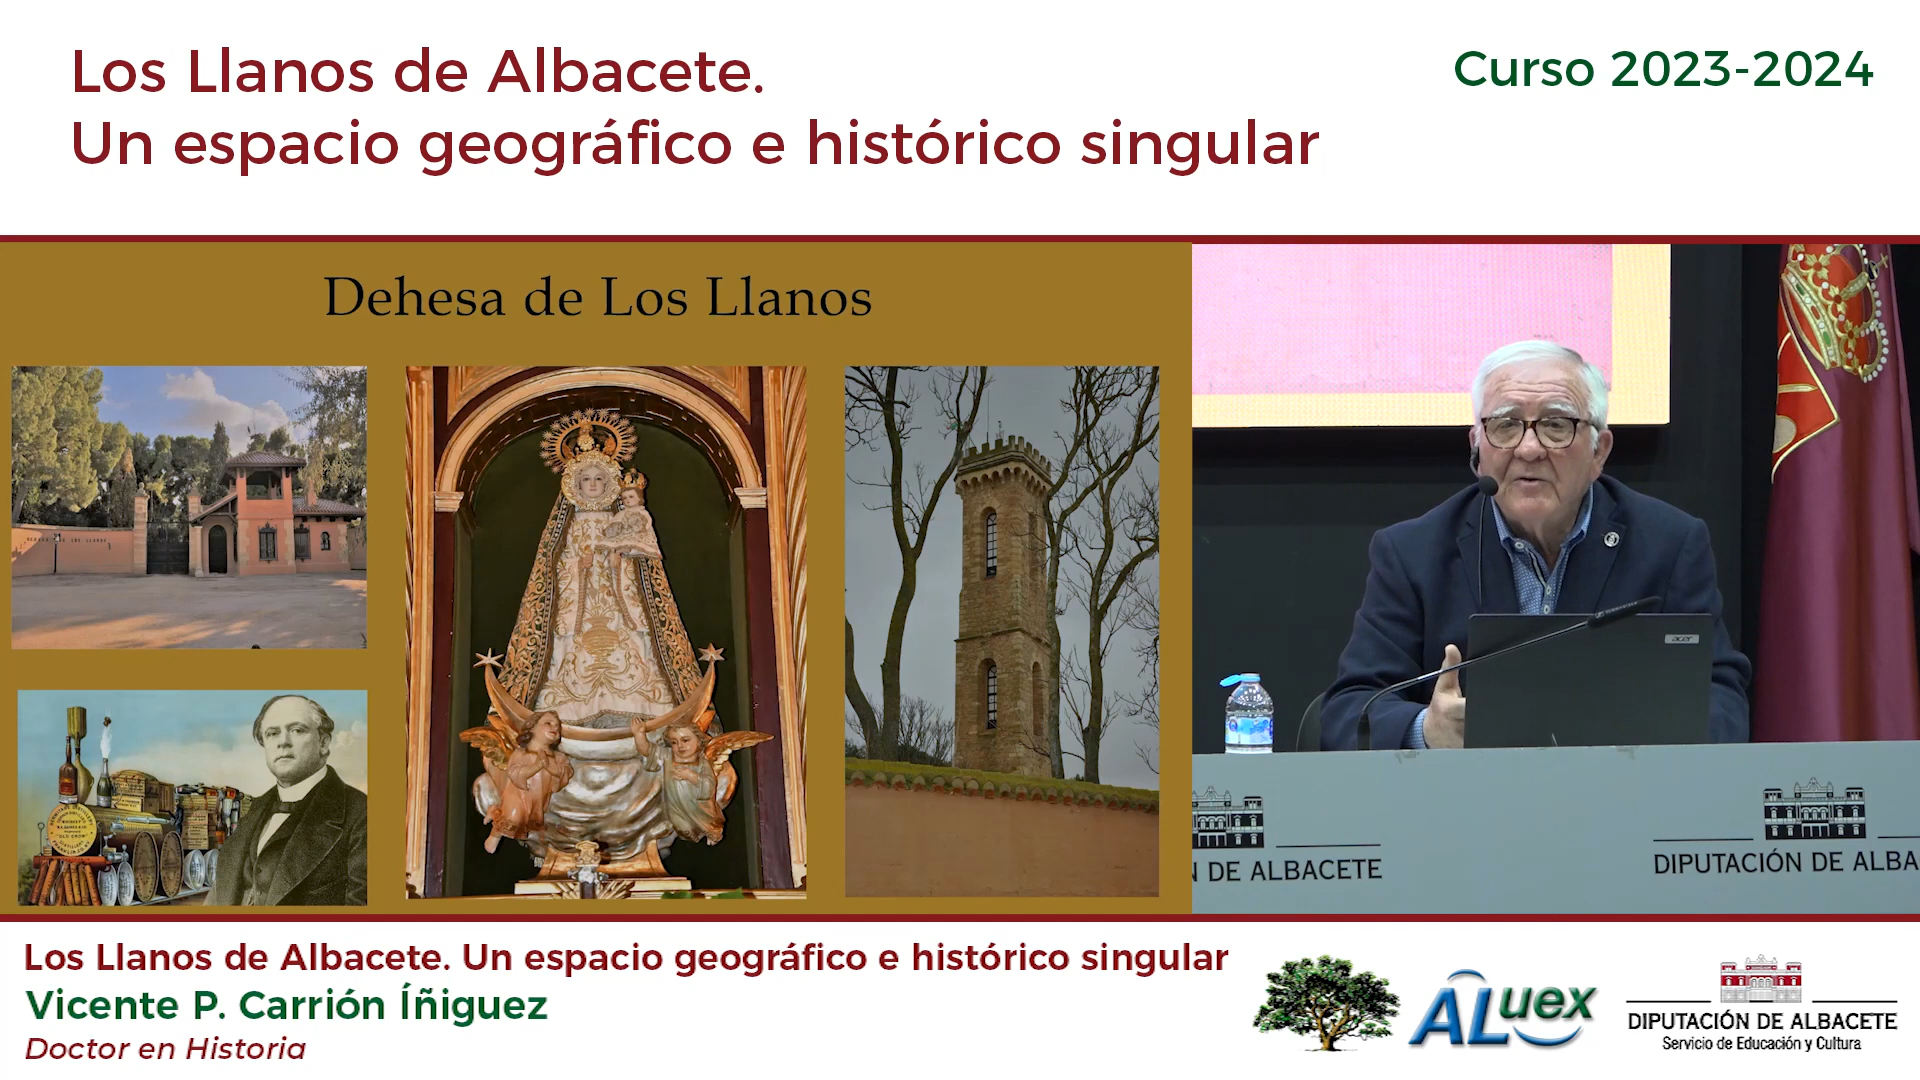 Los Llanos de Albacete.
Un espacio geográfico e histórico singular
Curso 2023-2024
Dehesa de Los Llanos
acer
N DE ALBACETE
DIPUTACIÓN DE ALBA
Los Llanos de Albacete. Un espacio geográfico e histórico singular
Vicente P. Carrión Íñiguez
Doctor en Historia
ALuex
DIPUTACIÓN DE ALBACETE
Servicio de Educación y Cultura